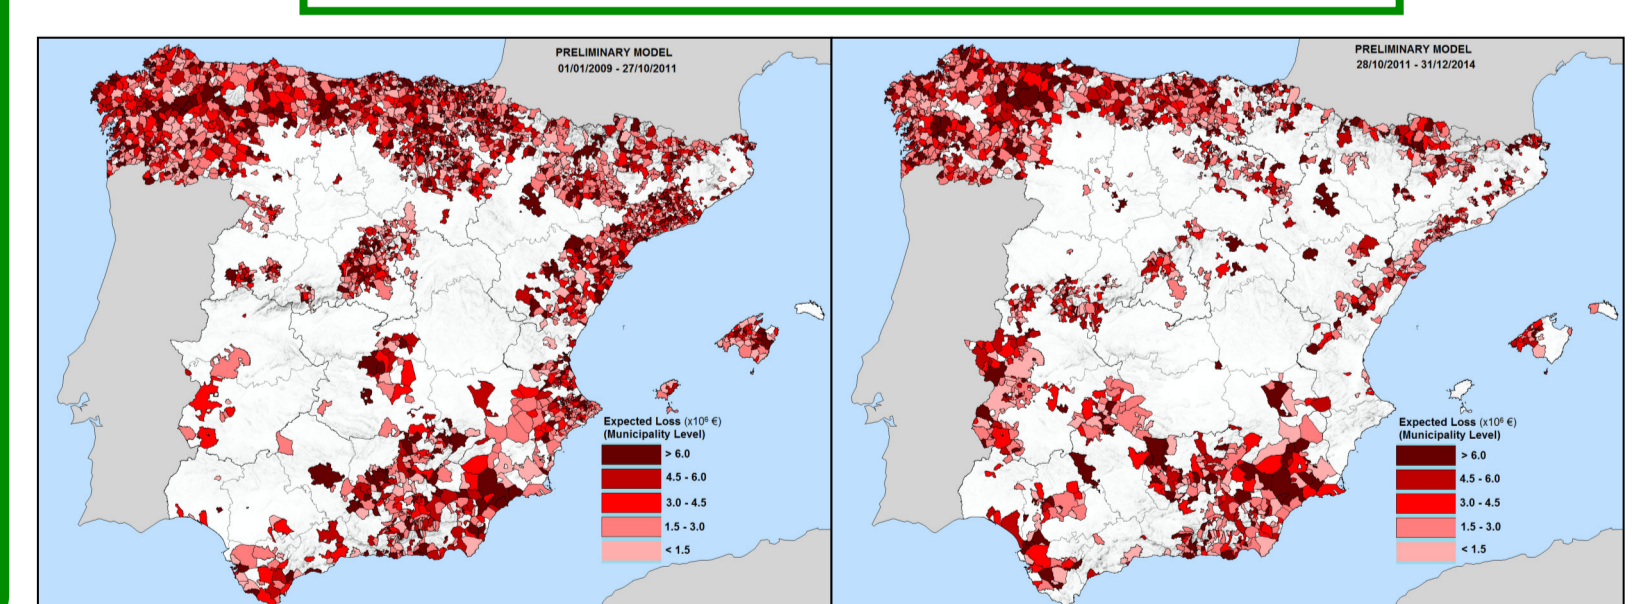 PRELIMINARY MODEL
01/01/2009 - 27/10/2011
Expected Loss (x10⁶ €)
(Municipality Level)
> 6.0
4.5 - 6.0
3.0 - 4.5
1.5 - 3.0
< 1.5
PRELIMINARY MODEL
28/10/2011 - 31/12/2014
Expected Loss (x10⁶ €)
(Municipality Level)
> 6.0
4.5 - 6.0
3.0 - 4.5
1.5 - 3.0
< 1.5